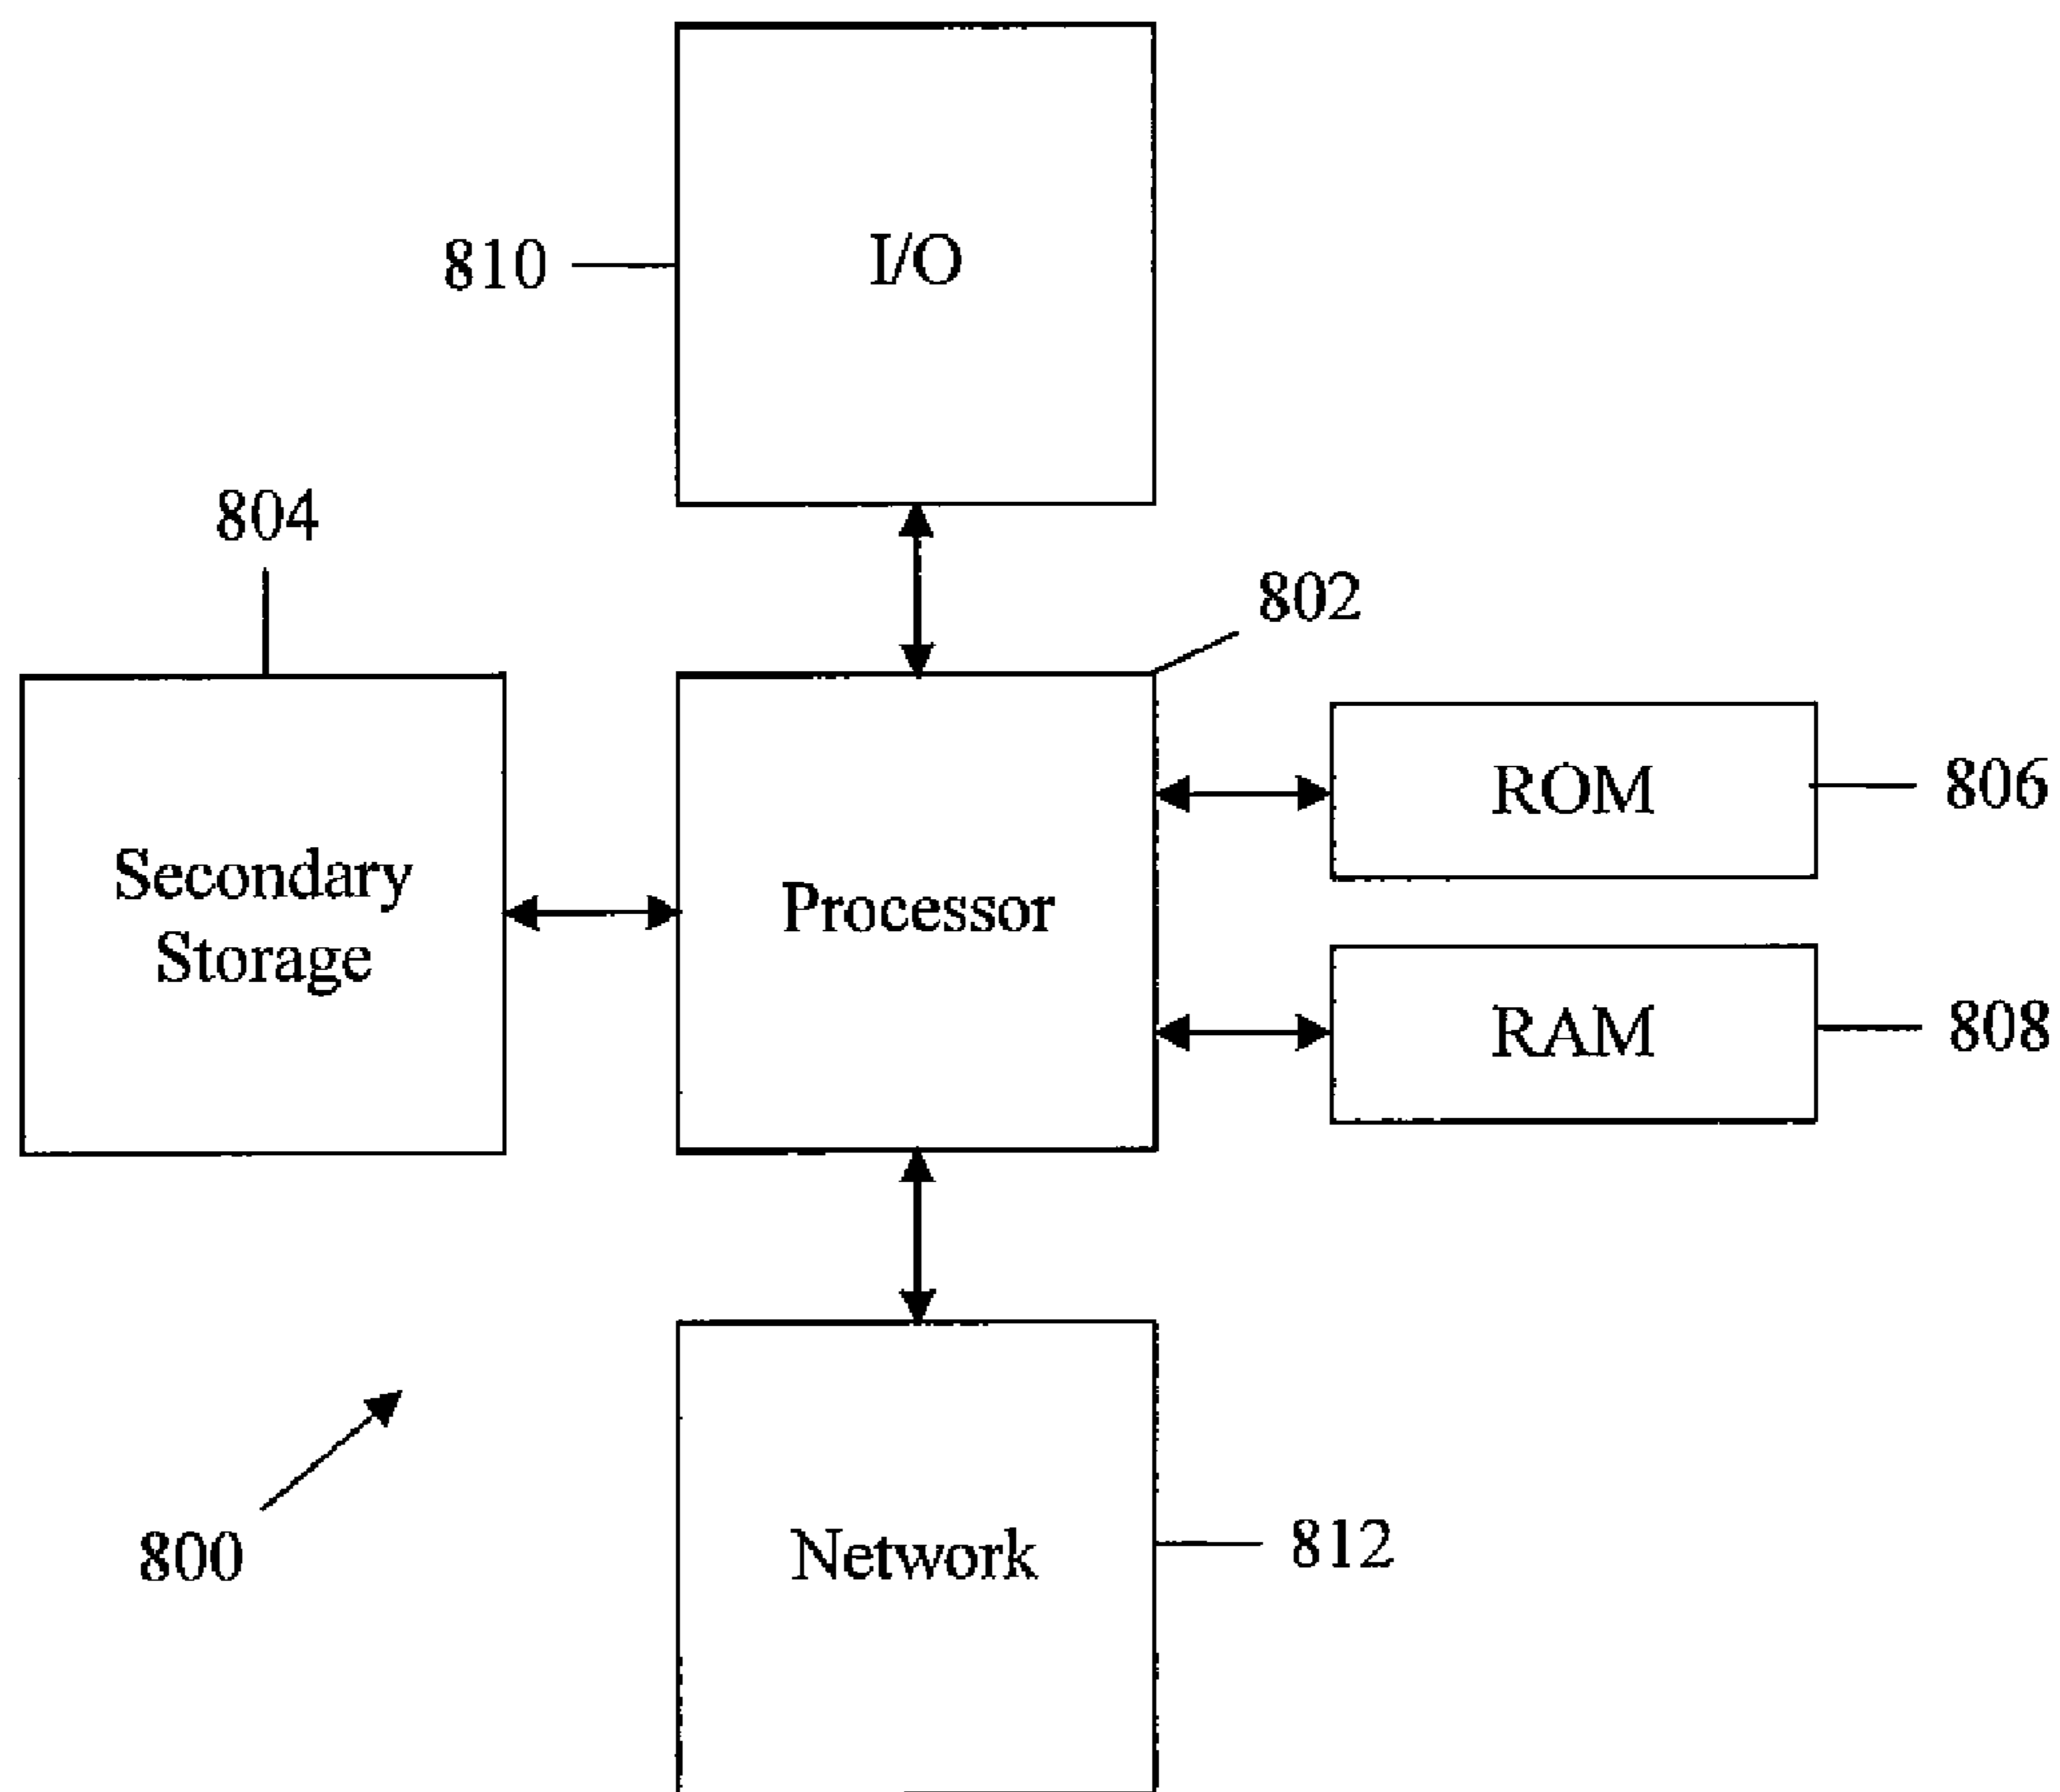 810
I/O
804
802
Secondary
Storage
Processor
ROM
806
RAM
808
800
Network
812